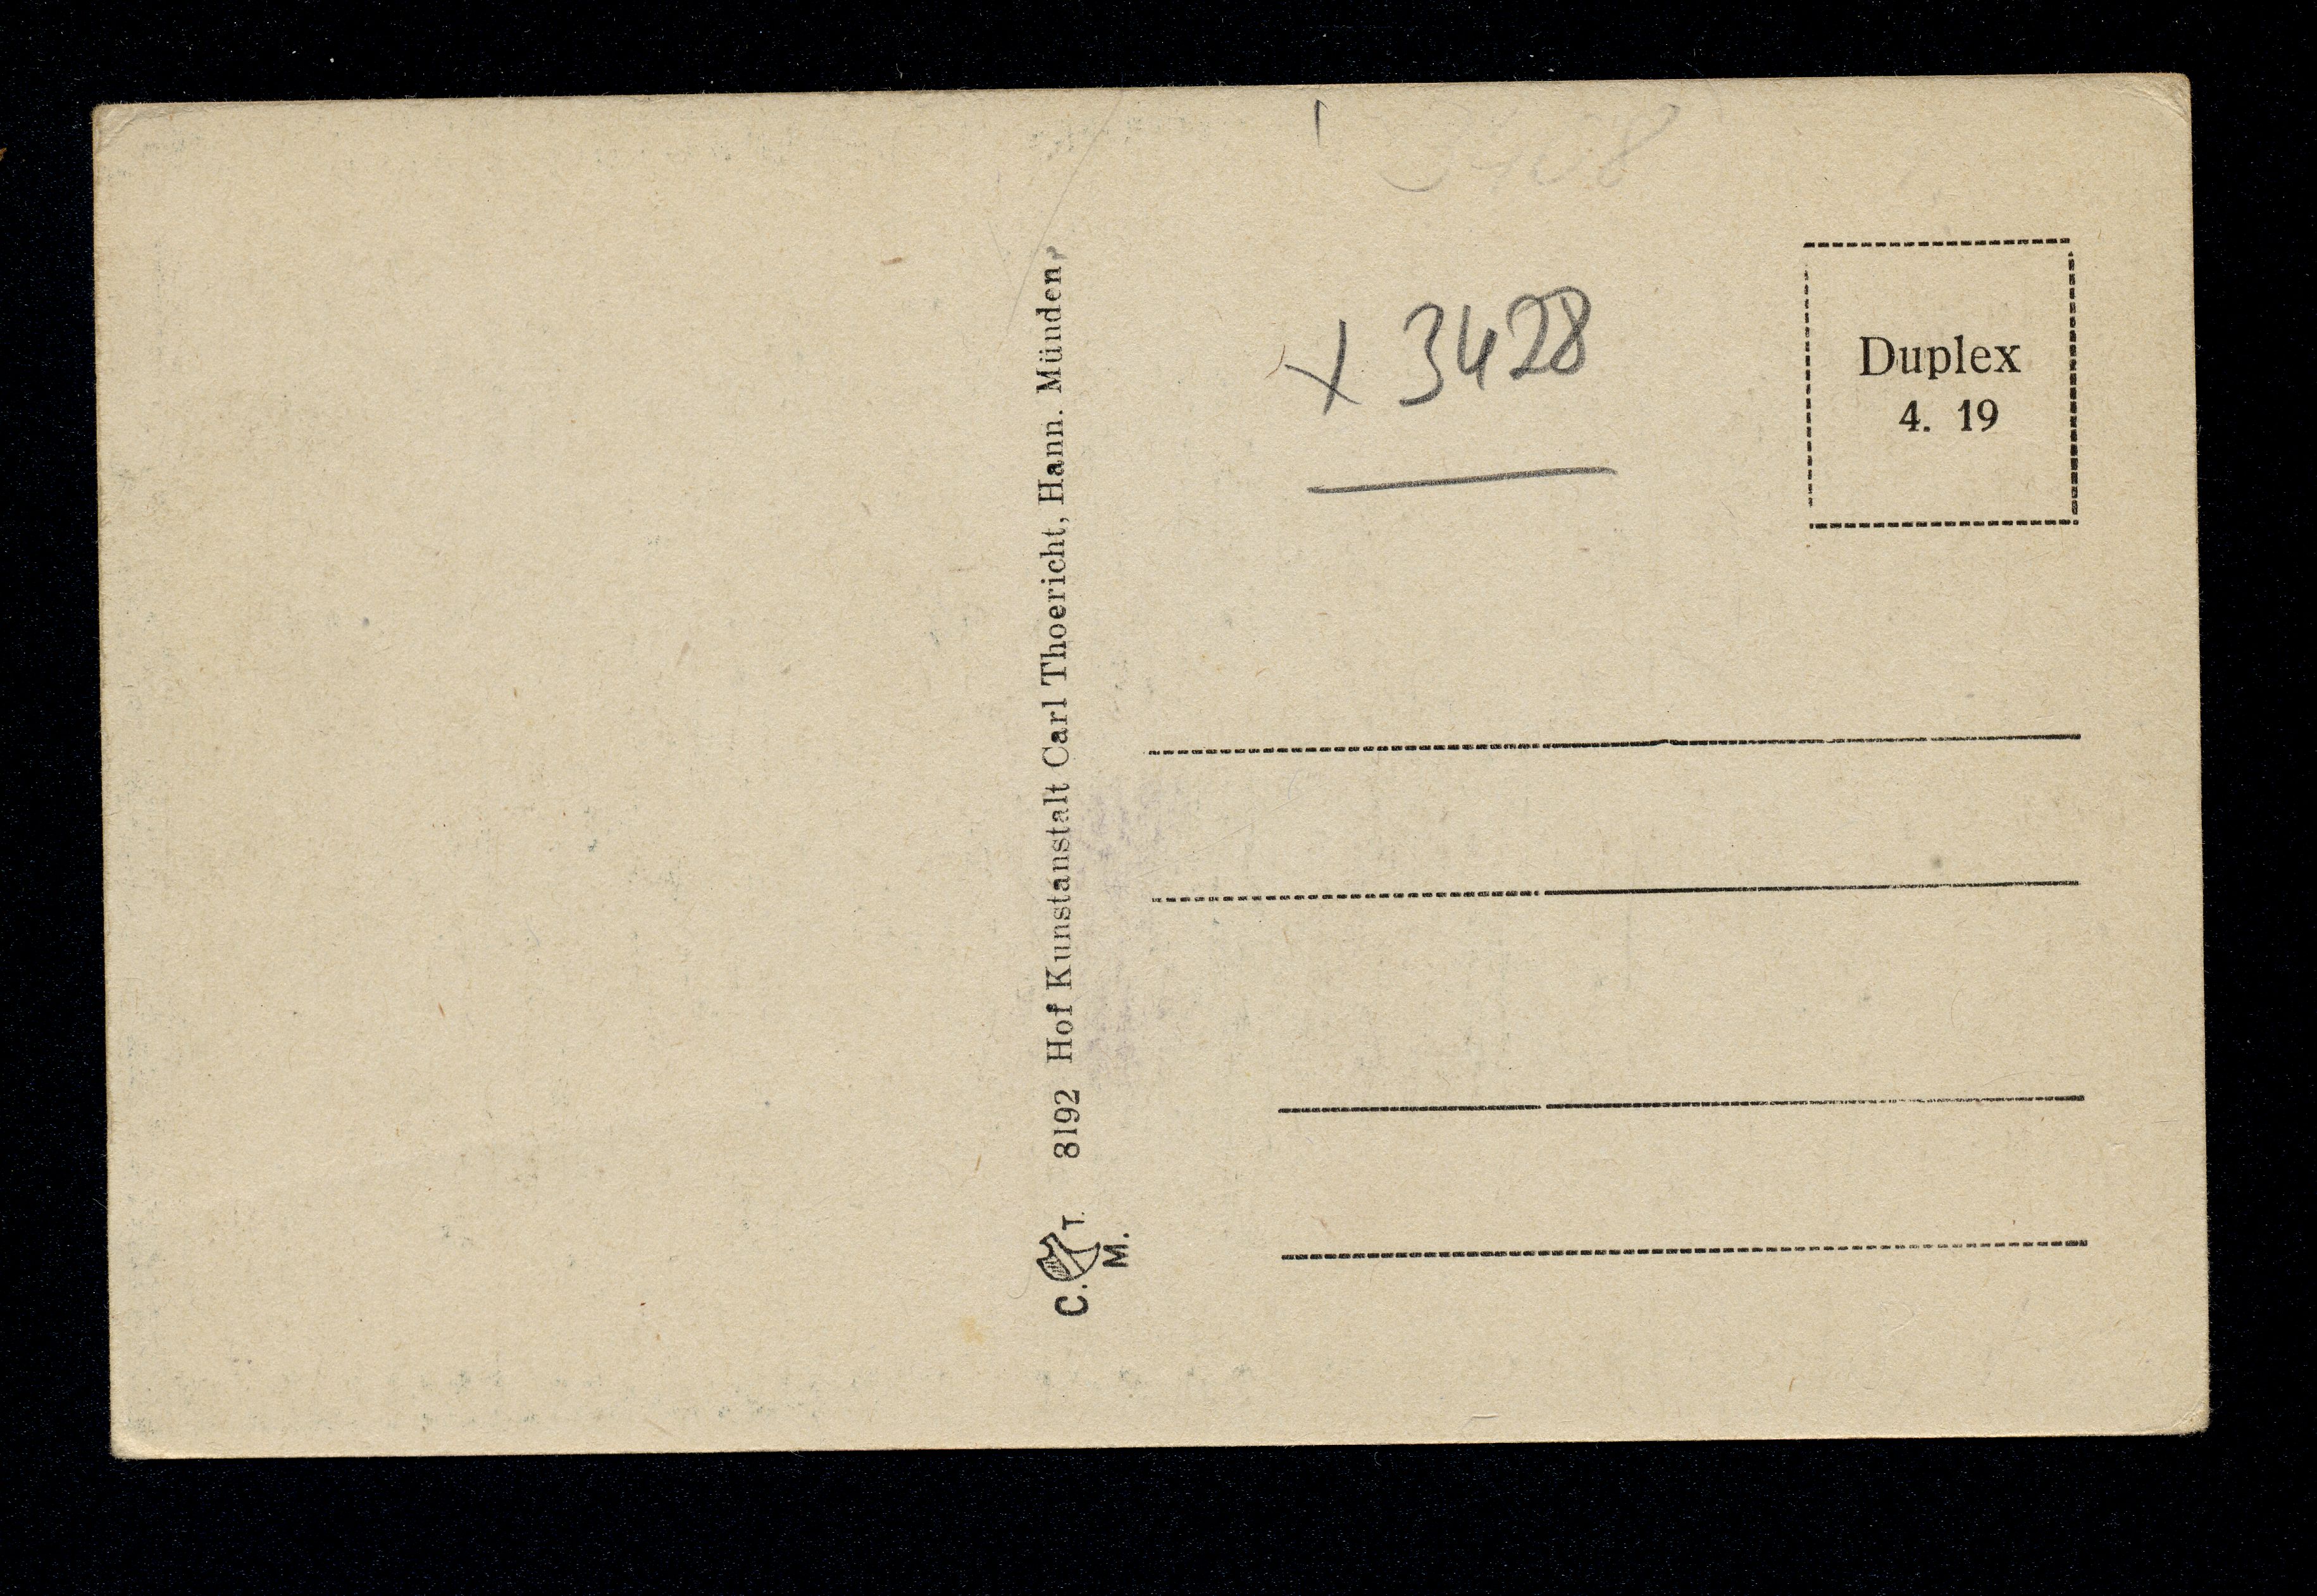 x 3428
Duplex
4. 19
8192 Hof Kunstanstalt Carl Thoericht, Hann. Münden,
C. T.
M.